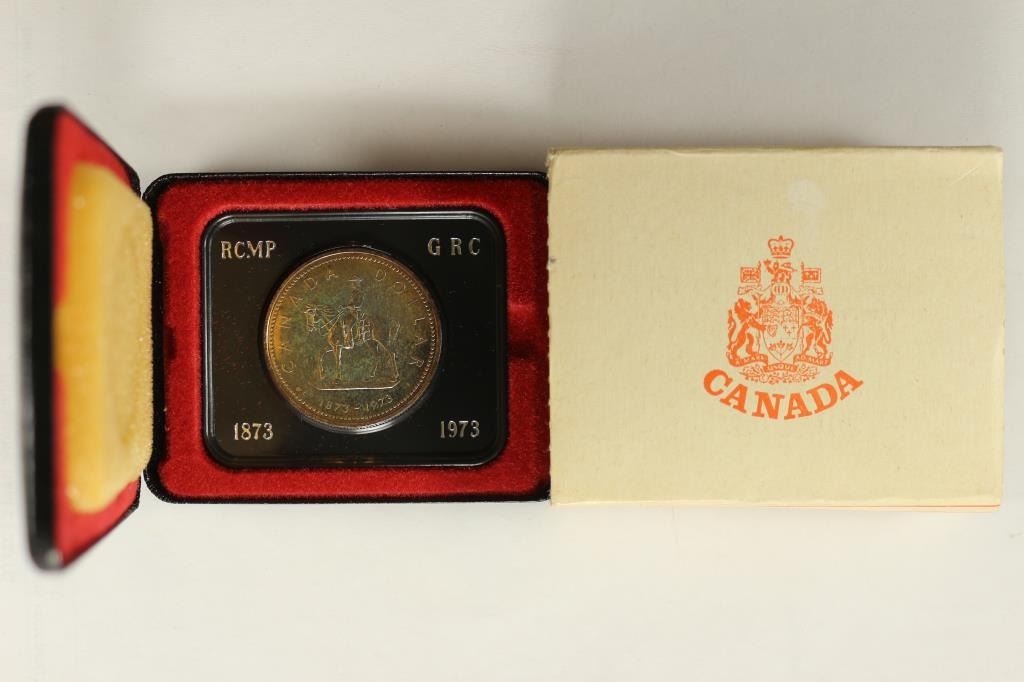 RCMP GRC
CANADA DOLLAR
1873-1973
1873 1973
CANADA